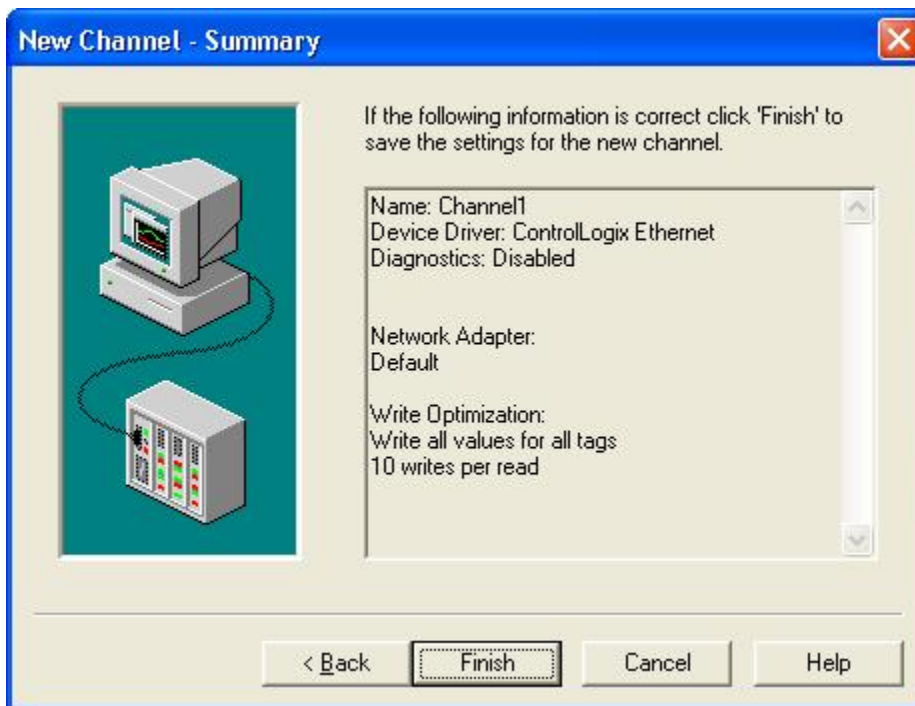 New Channel - Summary
If the following information is correct click 'Finish' to
save the settings for the new channel.
Name: Channel1
Device Driver: ControlLogix Ethernet
Diagnostics: Disabled
Network Adapter:
Default
Write Optimization:
Write all values for all tags
10 writes per read
< Back
Finish
Cancel
Help